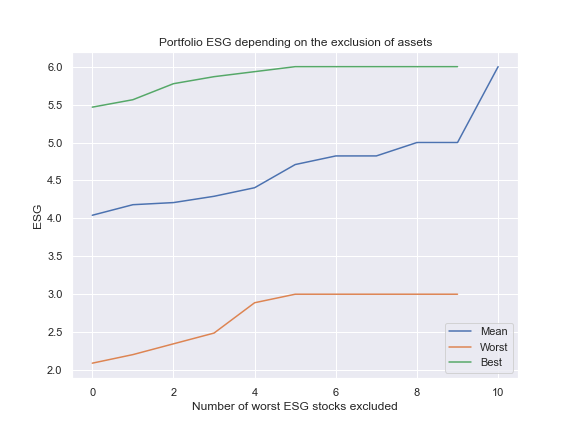 Portfolio ESG depending on the exclusion of assets
6.0
5.5
5.0
4.5
4.0
3.5
3.0
2.5
2.0
ESG
Mean
Worst
Best
0 2 4 6 8 10
Number of worst ESG stocks excluded